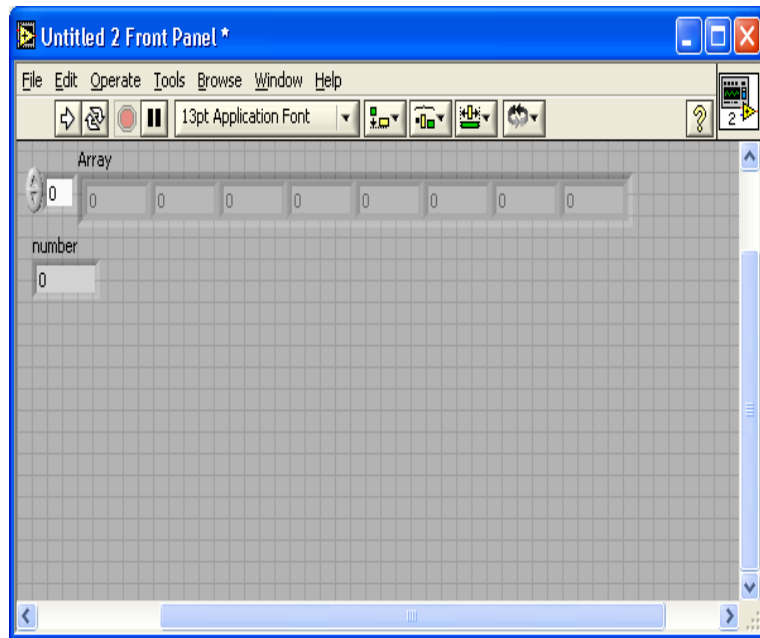 Untitled 2 Front Panel *
File Edit Operate Tools Browse Window Help
13pt Application Font
? 2
Array
0 0 0 0 0 0 0 0 0
number
0